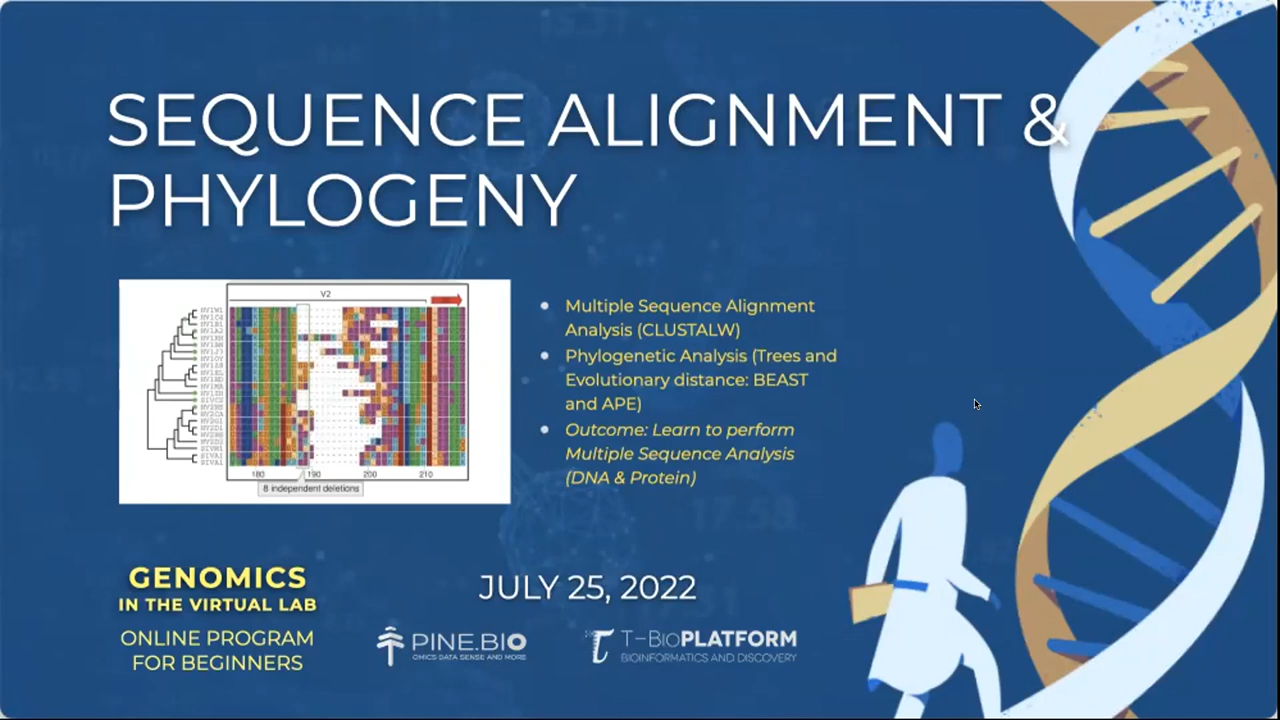 SEQUENCE ALIGNMENT &
PHYLOGENY
V2
180 190 200 210
8 independent deletions
• Multiple Sequence Alignment
Analysis (CLUSTALW)
• Phylogenetic Analysis (Trees and
Evolutionary distance: BEAST
and APE)
• Outcome: Learn to perform
Multiple Sequence Analysis
(DNA & Protein)
GENOMICS
IN THE VIRTUAL LAB
ONLINE PROGRAM
FOR BEGINNERS
JULY 25, 2022
PINE.BIO
OMICS DATA SENSE AND MORE
T-BIOPLATFORM
BIOINFORMATICS AND DISCOVERY